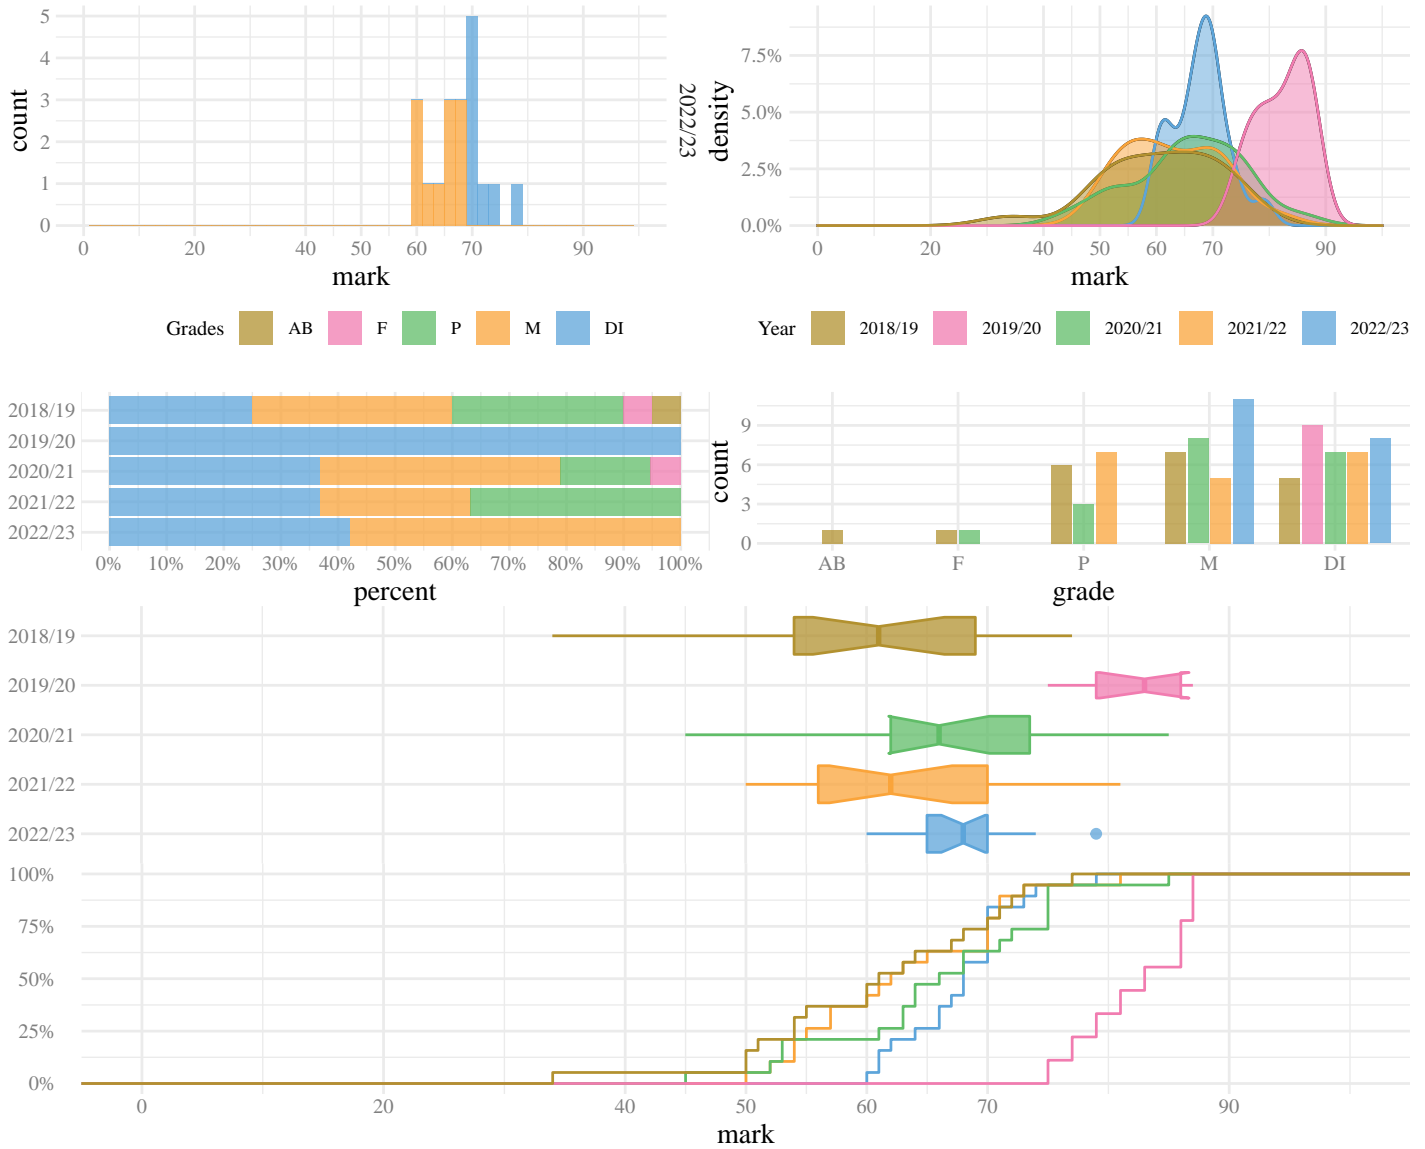 5
4
3
2
1
0
count
0 20 40 50 60 70 90
mark
2022/23
density
7.5%
5.0%
2.5%
0.0%
0 20 40 50 60 70 90
mark
Grades AB F P M DI
Year 2018/19 2019/20 2020/21 2021/22 2022/23
2018/19
2019/20
2020/21
2021/22
2022/23
0% 10% 20% 30% 40% 50% 60% 70% 80% 90% 100%
percent
count
9
6
3
0
AB F P M DI
grade
2018/19
2019/20
2020/21
2021/22
2022/23
100%
75%
50%
25%
0%
0 20 40 50 60 70 90
mark